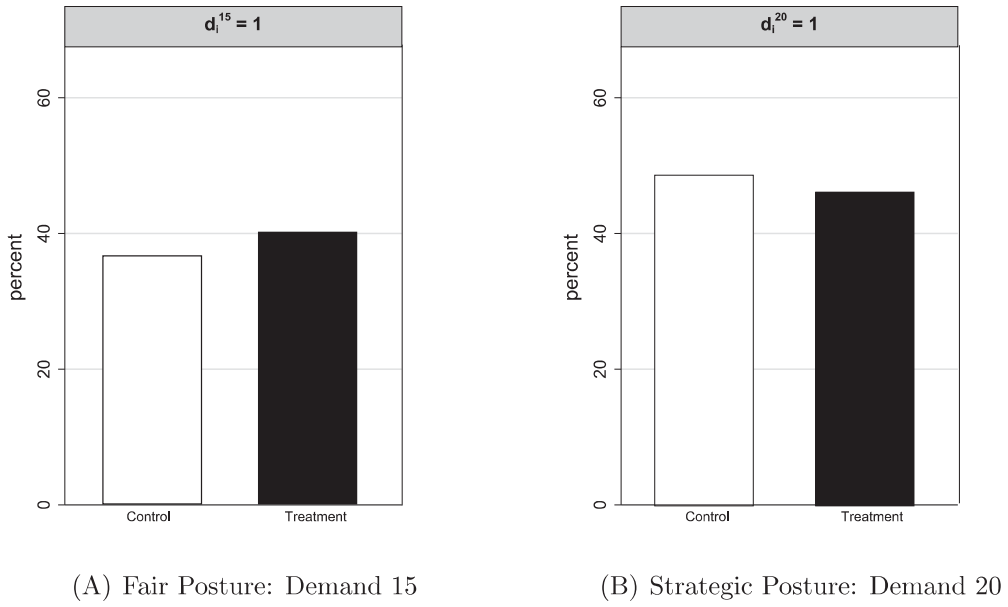 d_i^15 = 1
60
40
20
0
percent
Control Treatment
(A) Fair Posture: Demand 15
d_i^20 = 1
60
40
20
0
percent
Control Treatment
(B) Strategic Posture: Demand 20